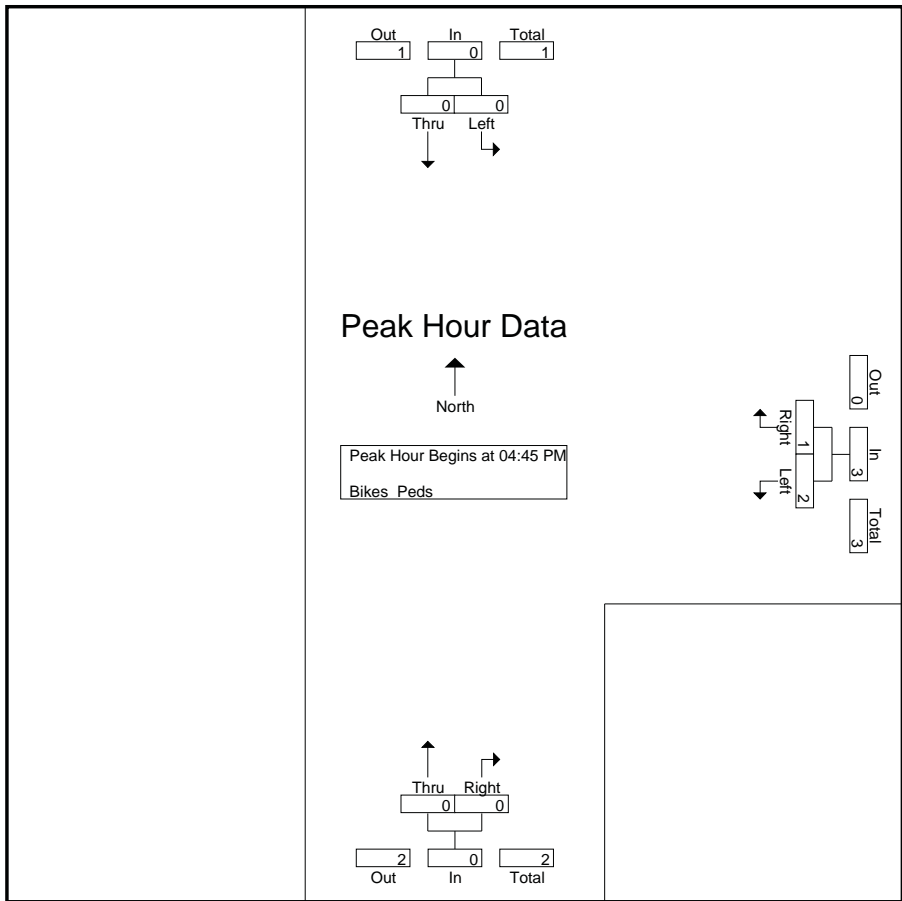 Out In Total
1 0 1
0 0
Thru Left
Peak Hour Data
North
Peak Hour Begins at 04:45 PM
Bikes Peds
Out
0
In
3
Total
3
Right
1
Left
2
Thru Right
0 0
2 0 2
Out In Total